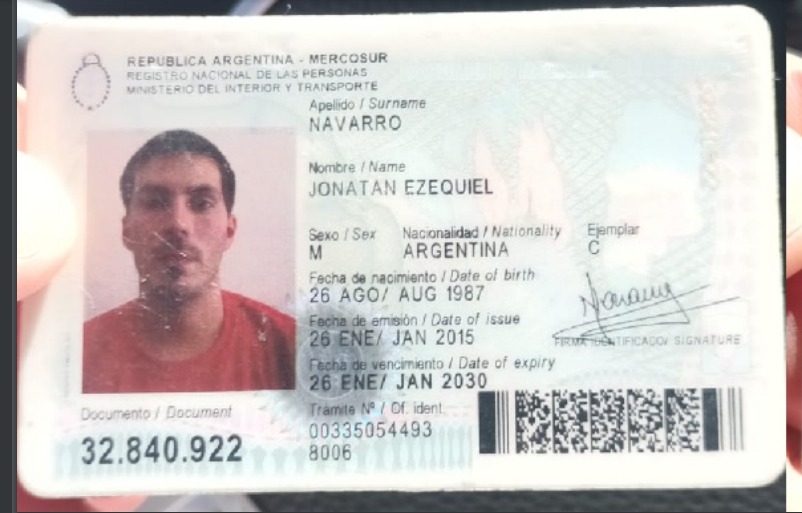 REPUBLICA ARGENTINA - MERCOSUR
REGISTRO NACIONAL DE LAS PERSONAS
MINISTERIO DEL INTERIOR Y TRANSPORTE
Apellido / Surname
NAVARRO
Nombre / Name
JONATAN EZEQUIEL
Sexo / Sex Nacionalidad / Nationality Ejemplar
M ARGENTINA C
Fecha de nacimiento / Date of birth
26 AGO/ AUG 1987
Fecha de emisión / Date of issue
26 ENE/ JAN 2015
FIRMA IDENTIFICADO/ SIGNATURE
Fecha de vencimiento / Date of expiry
26 ENE/ JAN 2030
Documento / Document
32.840.922
Trámite Nº / Of. ident.
00335054493
8006